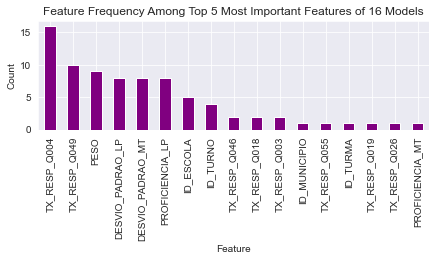 Feature Frequency Among Top 5 Most Important Features of 16 Models
15
10
5
0
Count
TX_RESP_Q004
TX_RESP_Q049
PESO
DESVIO_PADRAO_LP
DESVIO_PADRAO_MT
PROFICIENCIA_LP
ID_ESCOLA
ID_TURNO
TX_RESP_Q046
TX_RESP_Q018
TX_RESP_Q003
ID_MUNICIPIO
TX_RESP_Q055
ID_TURMA
TX_RESP_Q019
TX_RESP_Q026
PROFICIENCIA_MT
Feature